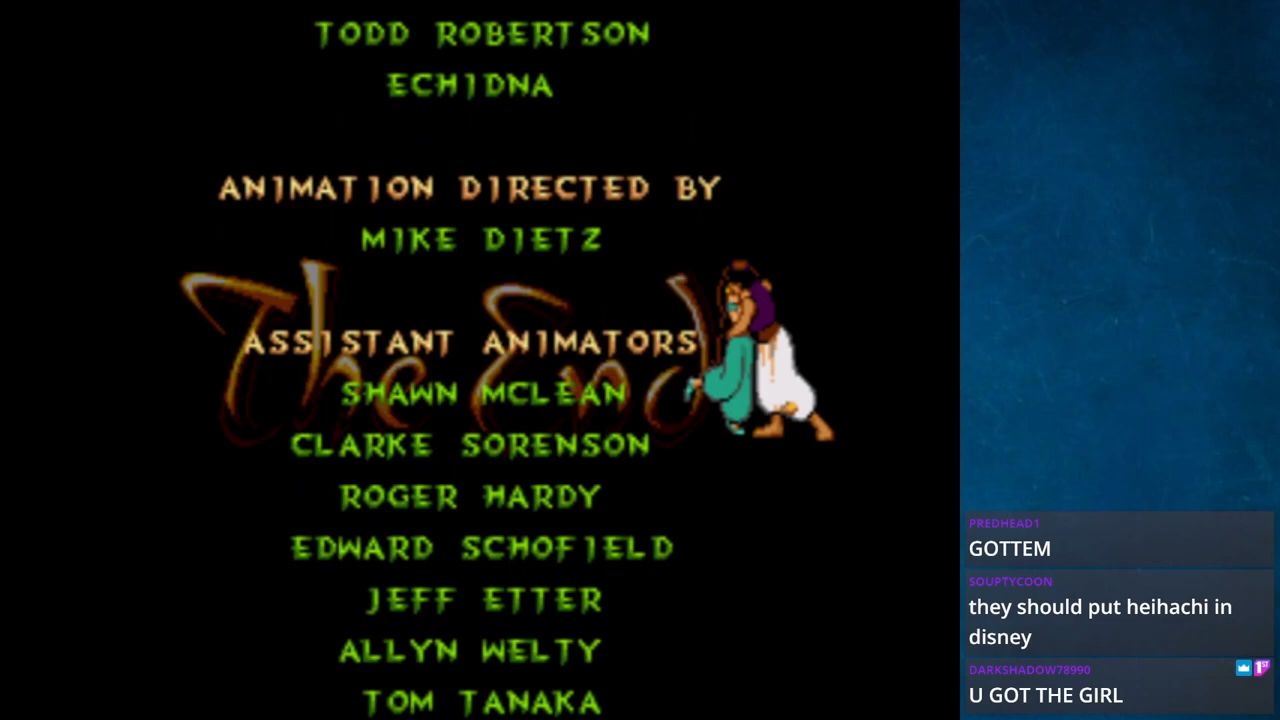 TODD ROBERTSON
ECHIDNA
ANIMATION DIRECTED BY
MIKE DIETZ
The End
ASSISTANT ANIMATORS
SHAWN MCLEAN
CLARKE SORENSON
ROGER HARDY
EDWARD SCHOFIELD
JEFF ETTER
ALLYN WELTY
TOM TANAKA
PREDHEAD1
GOTTEM
SOUPTYCOON
they should put heihachi in
disney
DARKSHADOW78990 1ST
U GOT THE GIRL